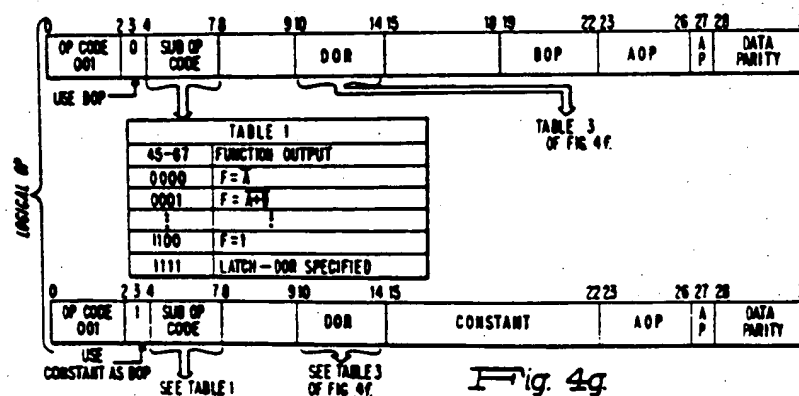 0 2 3 4 7 8 9 10 14 15 18 19 22 23 26 27 28
OP CODE 001 0 SUB OP CODE DOR BOP AOP A P DATA PARITY
USE BOP
TABLE 3 OF FIG. 4f.
LOGICAL OP
TABLE 1
45-67 FUNCTION OUTPUT
0000 F = A̅
0001
1100 F=1
1111 LATCH-DOR SPECIFIED
0 2 3 4 7 8 9 10 14 15 22 23 26 27 28
OP CODE 001 1 SUB OP CODE DOR CONSTANT AOP A P DATA PARITY
USE CONSTANT AS BOP
SEE TABLE 1
SEE TABLE 3 OF FIG. 4f.
Fig. 4g.